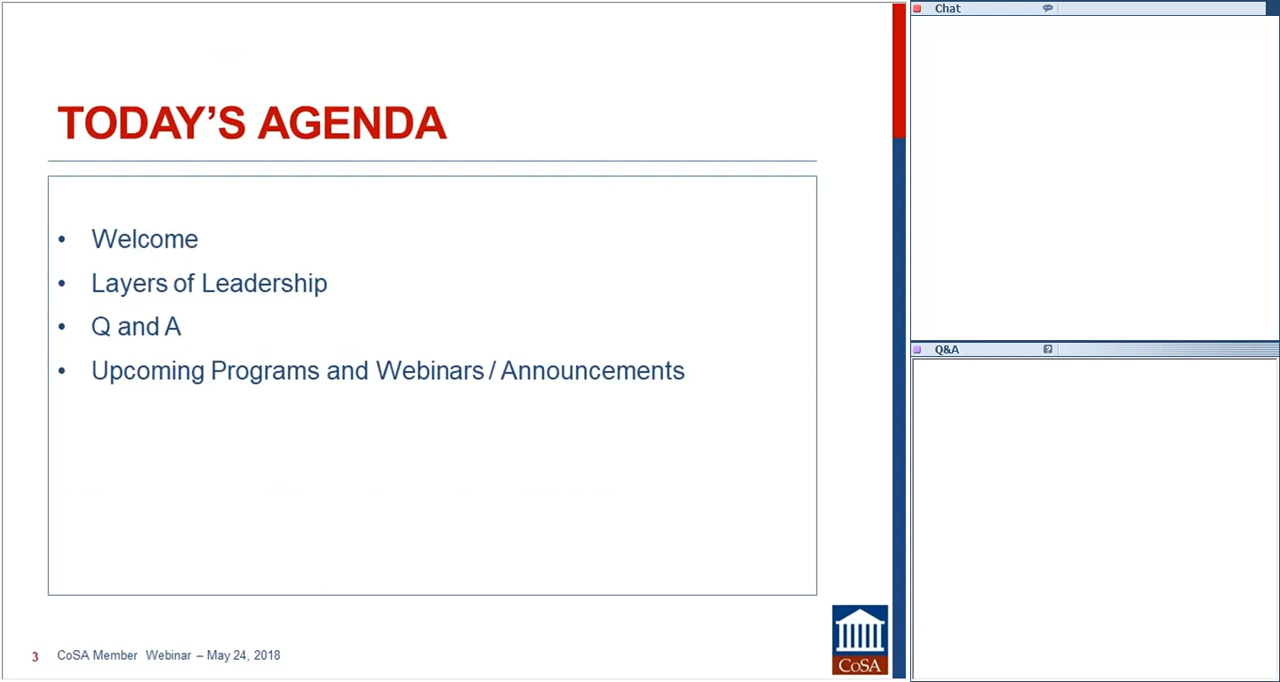 TODAY'S AGENDA
• Welcome
• Layers of Leadership
• Q and A
• Upcoming Programs and Webinars / Announcements
3 CoSA Member Webinar – May 24, 2018
CoSA
Chat
Q&A